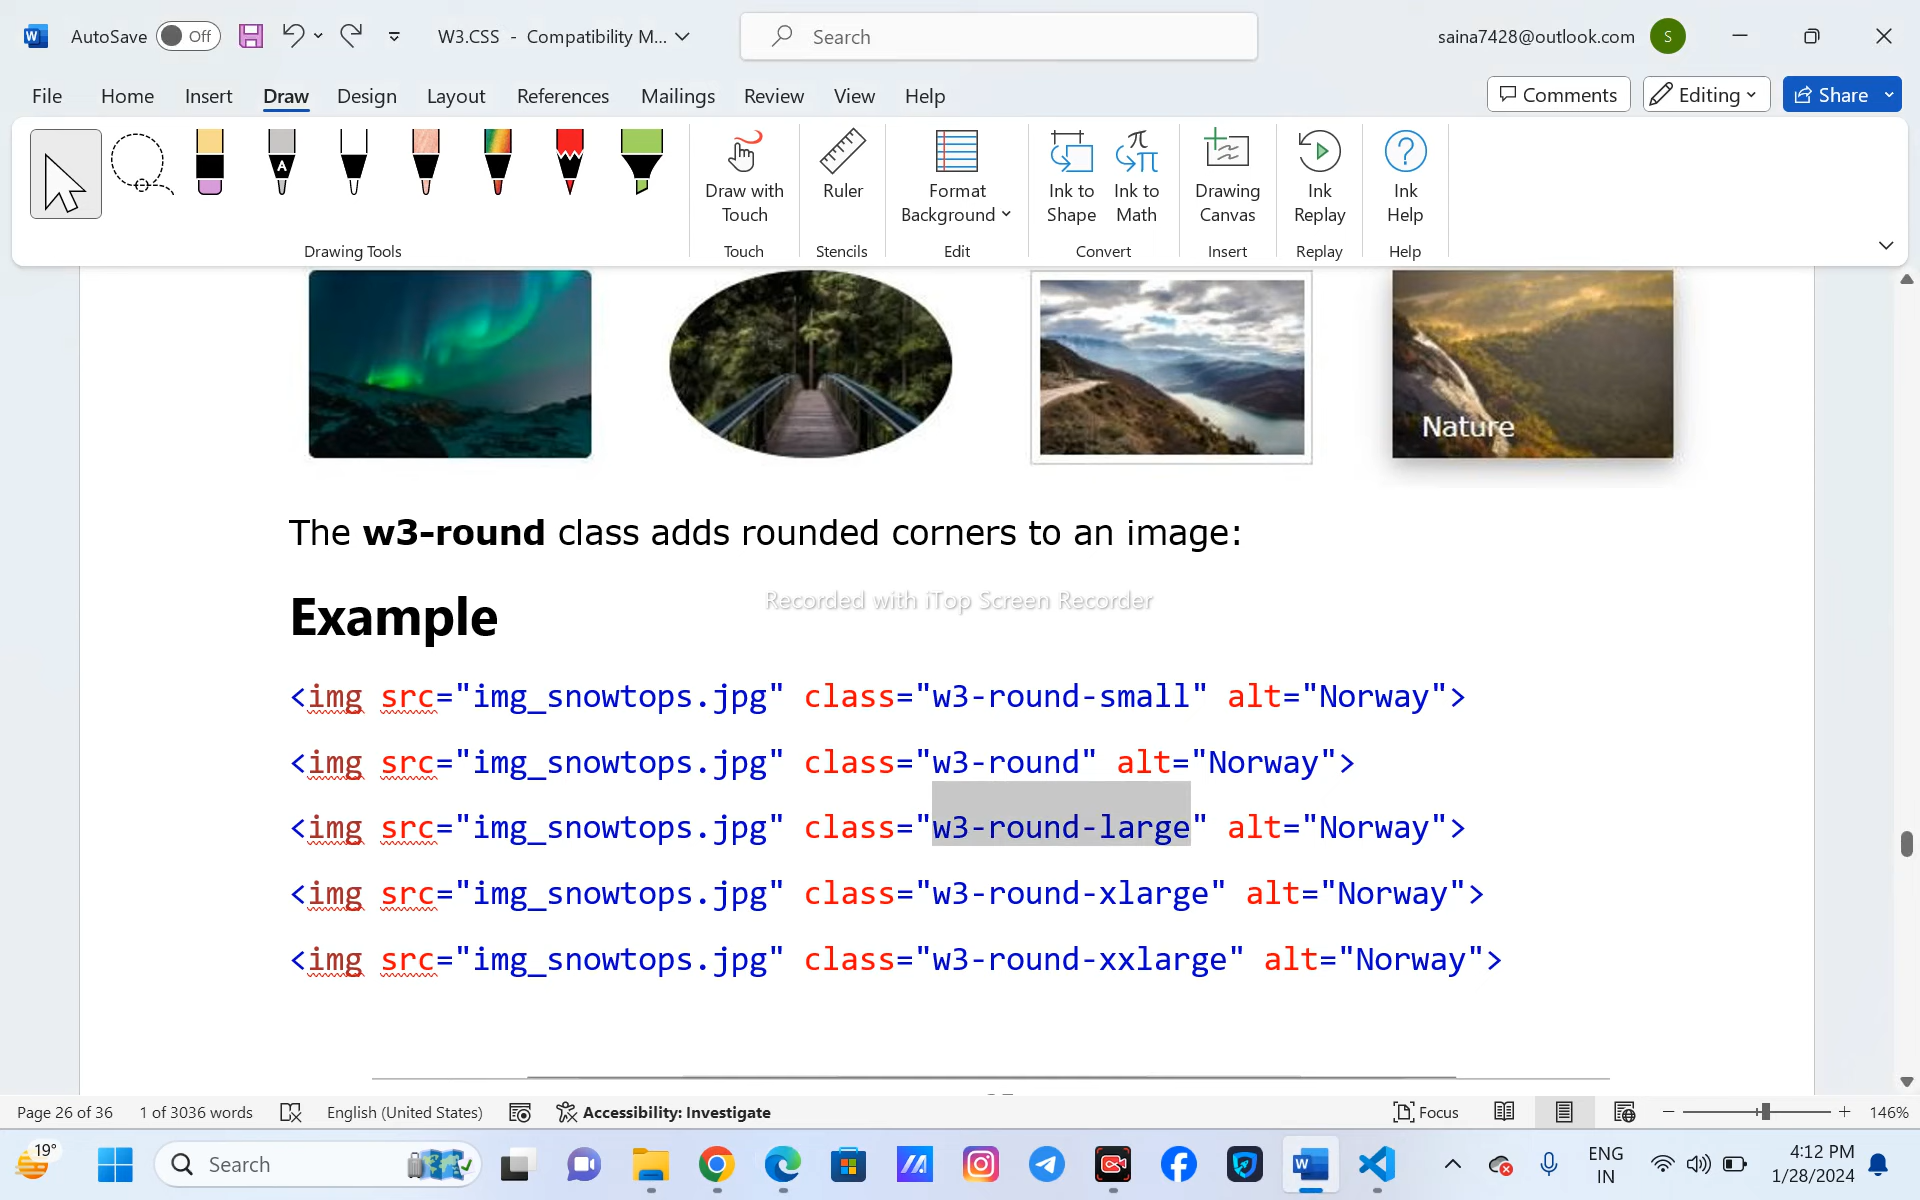 AutoSave Off W3.CSS - Compatibility M... Search saina7428@outlook.com S
File Home Insert Draw Design Layout References Mailings Review View Help Comments Editing Share
A
Draw with Touch
Ruler
Format Background
Ink to Shape
Ink to Math
Drawing Canvas
Ink Replay
Ink Help
Drawing Tools Touch Stencils Edit Convert Insert Replay Help
Nature
The w3-round class adds rounded corners to an image:
Recorded with iTop Screen Recorder
Example
<img src="img_snowtops.jpg" class="w3-round-small" alt="Norway">
<img src="img_snowtops.jpg" class="w3-round" alt="Norway">
<img src="img_snowtops.jpg" class="w3-round-large" alt="Norway">
<img src="img_snowtops.jpg" class="w3-round-xlarge" alt="Norway">
<img src="img_snowtops.jpg" class="w3-round-xxlarge" alt="Norway">
Page 26 of 36 1 of 3036 words English (United States) Accessibility: Investigate Focus 146%
19° Search ENG IN 4:12 PM 1/28/2024